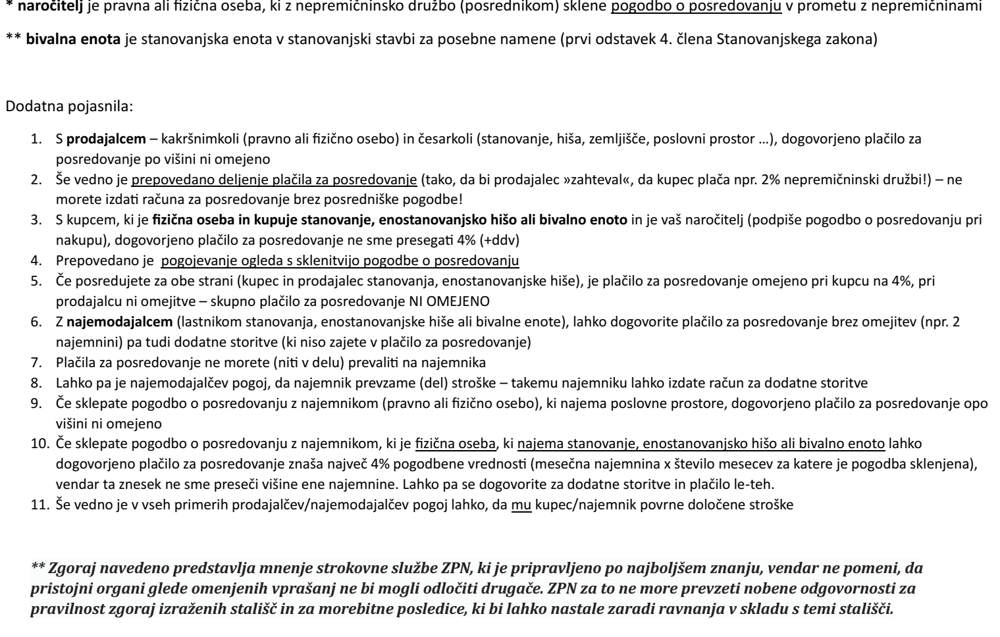 * naročitelj je pravna ali fizična oseba, ki z nepremičninsko družbo (posrednikom) sklene pogodbo o posredovanju v prometu z nepremičninami
** bivalna enota je stanovanjska enota v stanovanjski stavbi za posebne namene (prvi odstavek 4. člena Stanovanjskega zakona)
Dodatna pojasnila:
1. S prodajalcem – kakršnimkoli (pravno ali fizično osebo) in česarkoli (stanovanje, hiša, zemljišče, poslovni prostor …), dogovorjeno plačilo za
posredovanje po višini ni omejeno
2. Še vedno je prepovedano deljenje plačila za posredovanje (tako, da bi prodajalec »zahteval«, da kupec plača npr. 2% nepremičninski družbi!) – ne
morete izdati računa za posredovanje brez posredniške pogodbe!
3. S kupcem, ki je fizična oseba in kupuje stanovanje, enostanovanjsko hišo ali bivalno enoto in je vaš naročitelj (podpiše pogodbo o posredovanju pri
nakupu), dogovorjeno plačilo za posredovanje ne sme presegati 4% (+ddv)
4. Prepovedano je pogojevanje ogleda s sklenitvijo pogodbe o posredovanju
5. Če posredujete za obe strani (kupec in prodajalec stanovanja, enostanovanjske hiše), je plačilo za posredovanje omejeno pri kupcu na 4%, pri
prodajalcu ni omejitve – skupno plačilo za posredovanje NI OMEJENO
6. Z najemodajalcem (lastnikom stanovanja, enostanovanjske hiše ali bivalne enote), lahko dogovorite plačilo za posredovanje brez omejitev (npr. 2
najemnini) pa tudi dodatne storitve (ki niso zajete v plačilo za posredovanje)
7. Plačila za posredovanje ne morete (niti v delu) prevaliti na najemnika
8. Lahko pa je najemodajalčev pogoj, da najemnik prevzame (del) stroške – takemu najemniku lahko izdate račun za dodatne storitve
9. Če sklepate pogodbo o posredovanju z najemnikom (pravno ali fizično osebo), ki najema poslovne prostore, dogovorjeno plačilo za posredovanje opo
višini ni omejeno
10. Če sklepate pogodbo o posredovanju z najemnikom, ki je fizična oseba, ki najema stanovanje, enostanovanjsko hišo ali bivalno enoto lahko
dogovorjeno plačilo za posredovanje znaša največ 4% pogodbene vrednosti (mesečna najemnina x število mesecev za katere je pogodba sklenjena),
vendar ta znesek ne sme preseči višine ene najemnine. Lahko pa se dogovorite za dodatne storitve in plačilo le-teh.
11. Še vedno je v vseh primerih prodajalčev/najemodajalčev pogoj lahko, da mu kupec/najemnik povrne določene stroške
** Zgoraj navedeno predstavlja mnenje strokovne službe ZPN, ki je pripravljeno po najboljšem znanju, vendar ne pomeni, da
pristojni organi glede omenjenih vprašanj ne bi mogli odločiti drugače. ZPN za to ne more prevzeti nobene odgovornosti za
pravilnost zgoraj izraženih stališč in za morebitne posledice, ki bi lahko nastale zaradi ravnanja v skladu s temi stališči.